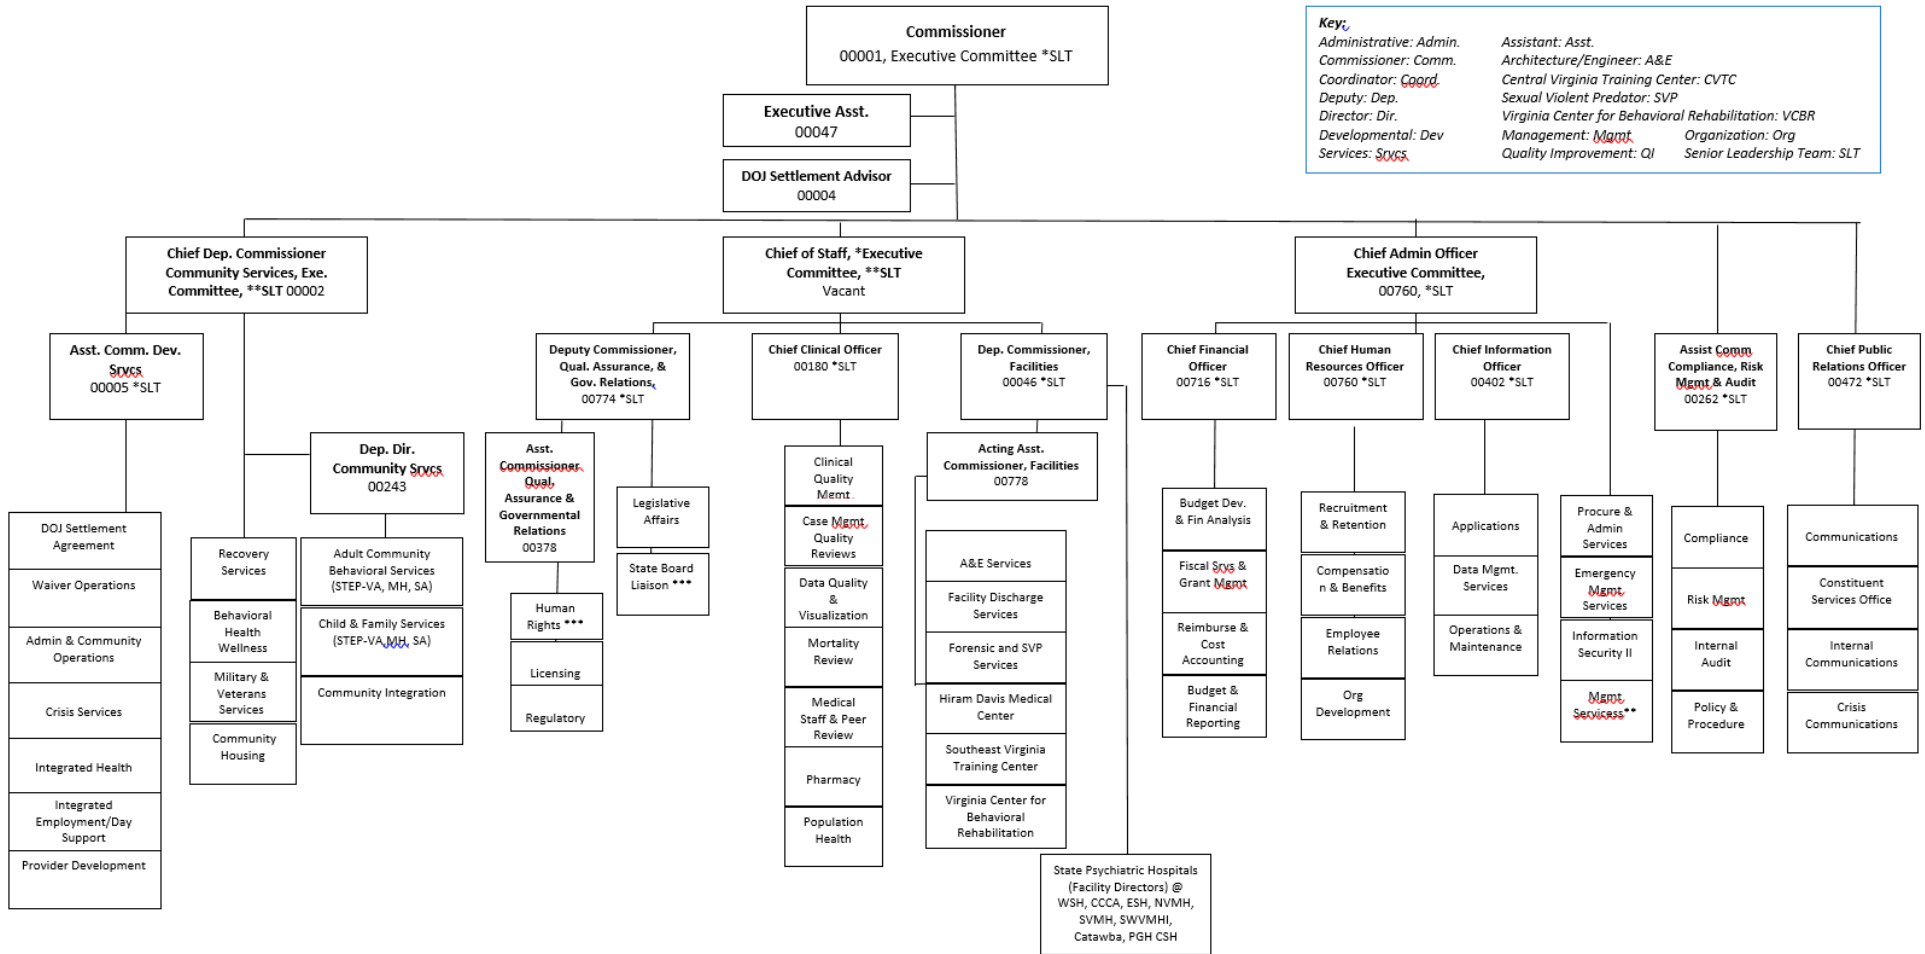 Commissioner
00001, Executive Committee *SLT
Key:
Administrative: Admin.
Assistant: Asst.
Commissioner: Comm.
Architecture/Engineer: A&E
Coordinator: Coord.
Central Virginia Training Center: CVTC
Deputy: Dep.
Sexual Violent Predator: SVP
Director: Dir.
Virginia Center for Behavioral Rehabilitation: VCBR
Developmental: Dev
Management: Mgmt
Organization: Org
Services: Srvcs
Quality Improvement: QI
Senior Leadership Team: SLT
Executive Asst.
00047
DOJ Settlement Advisor
00004
Chief Dep. Commissioner
Community Services, Exe.
Committee, **SLT 00002
Chief of Staff, *Executive
Committee, **SLT
Vacant
Chief Admin Officer
Executive Committee,
00760, *SLT
Asst. Comm. Dev.
Srvcs
00005 *SLT
Deputy Commissioner,
Qual. Assurance, &
Gov. Relations,
00774 *SLT
Chief Clinical Officer
00180 *SLT
Dep. Commissioner,
Facilities
00046 *SLT
Chief Financial
Officer
00716 *SLT
Chief Human
Resources Officer
00760 *SLT
Chief Information
Officer
00402 *SLT
Assist Comm
Compliance, Risk
Mgmt & Audit
00262 *SLT
Chief Public
Relations Officer
00472 *SLT
Dep. Dir.
Community Srvcs
00243
Asst.
Commissioner
Qual.
Assurance &
Governmental
Relations
00378
Acting Asst.
Commissioner, Facilities
00778
DOJ Settlement
Agreement
Waiver Operations
Admin & Community
Operations
Crisis Services
Integrated Health
Integrated
Employment/Day
Support
Provider Development
Recovery
Services
Behavioral
Health
Wellness
Military &
Veterans
Services
Community
Housing
Adult Community
Behavioral Services
(STEP-VA, MH, SA)
Child & Family Services
(STEP-VA,MH, SA)
Community Integration
Human
Rights ***
Licensing
Regulatory
Legislative
Affairs
State Board
Liaison ***
Clinical
Quality
Mgmt
Case Mgmt
Quality
Reviews
Data Quality
&
Visualization
Mortality
Review
Medical
Staff & Peer
Review
Pharmacy
Population
Health
A&E Services
Facility Discharge
Services
Forensic and SVP
Services
Hiram Davis Medical
Center
Southeast Virginia
Training Center
Virginia Center for
Behavioral
Rehabilitation
State Psychiatric Hospitals
(Facility Directors) @
WSH, CCCA, ESH, NVMH,
SVMH, SWVMHI,
Catawba, PGH CSH
Budget Dev.
& Fin Analysis
Fiscal Srys &
Grant Mgmt
Reimburse &
Cost
Accounting
Budget &
Financial
Reporting
Recruitment
& Retention
Compensatio
n & Benefits
Employee
Relations
Org
Development
Applications
Data Mgmt.
Services
Operations &
Maintenance
Procure &
Admin
Services
Emergency
Mgmt
Services
Information
Security II
Mgmt
Servicess**
Compliance
Risk Mgmt
Internal
Audit
Policy &
Procedure
Communications
Constituent
Services Office
Internal
Communications
Crisis
Communications